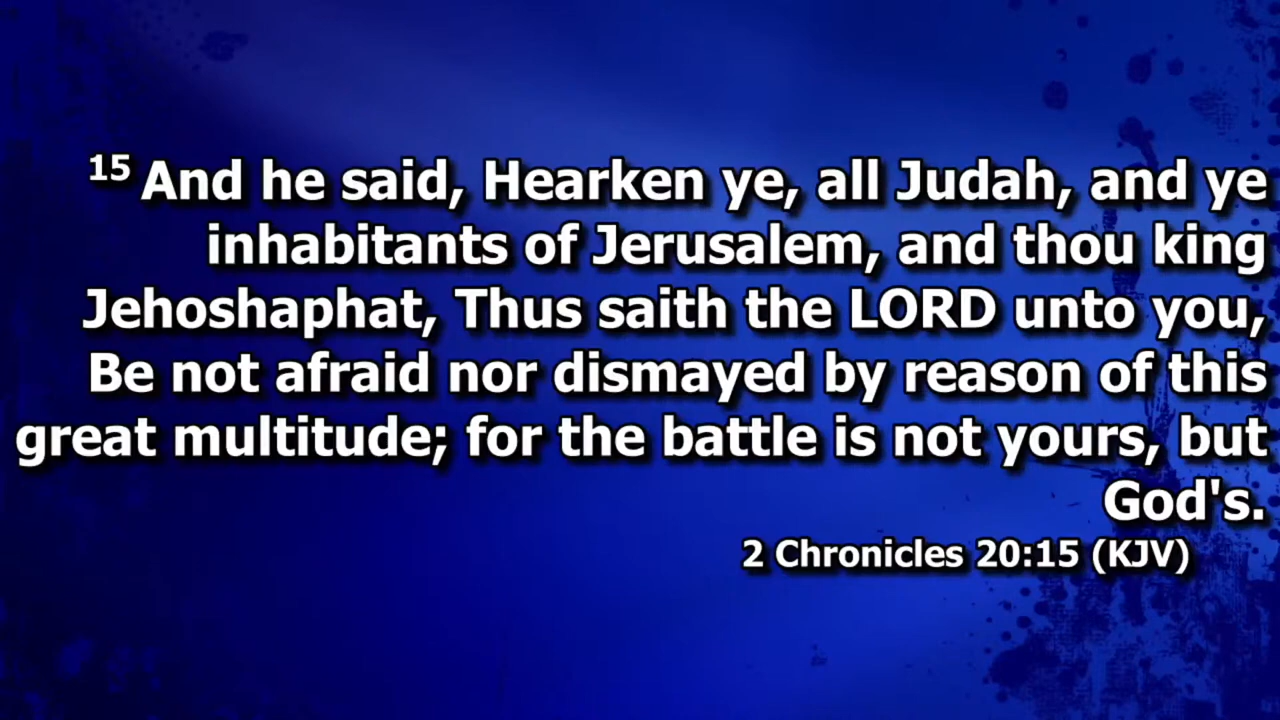 15 And he said, Hearken ye, all Judah, and ye
inhabitants of Jerusalem, and thou king
Jehoshaphat, Thus saith the LORD unto you,
Be not afraid nor dismayed by reason of this
great multitude; for the battle is not yours, but
God's.
2 Chronicles 20:15 (KJV)